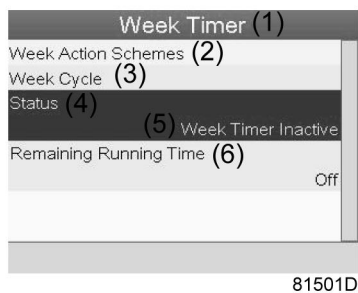 Week Timer (1)
Week Action Schemes (2)
Week Cycle (3)
Status (4)
(5) Week Timer Inactive
Remaining Running Time (6)
Off
81501D